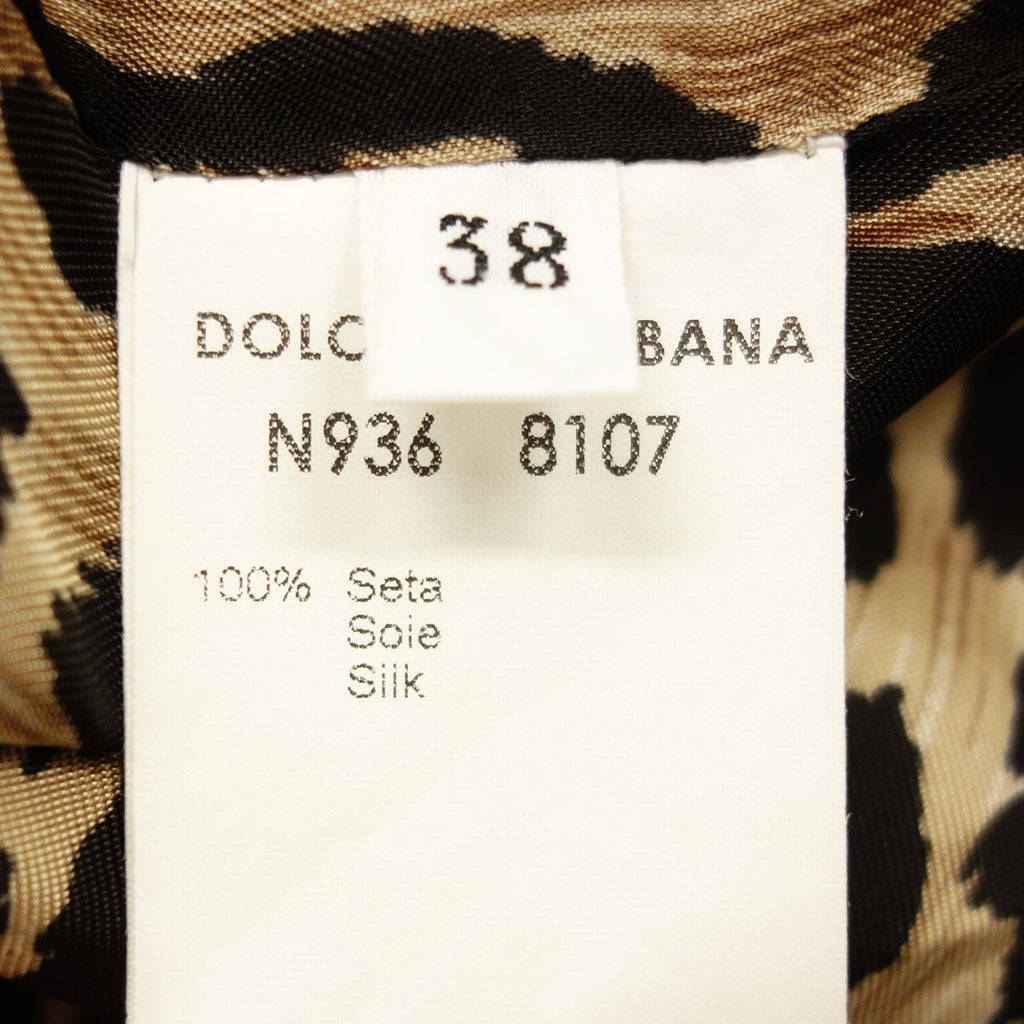 38
DOLC BANA
N936 8107
100% Seta
Soie
Silk